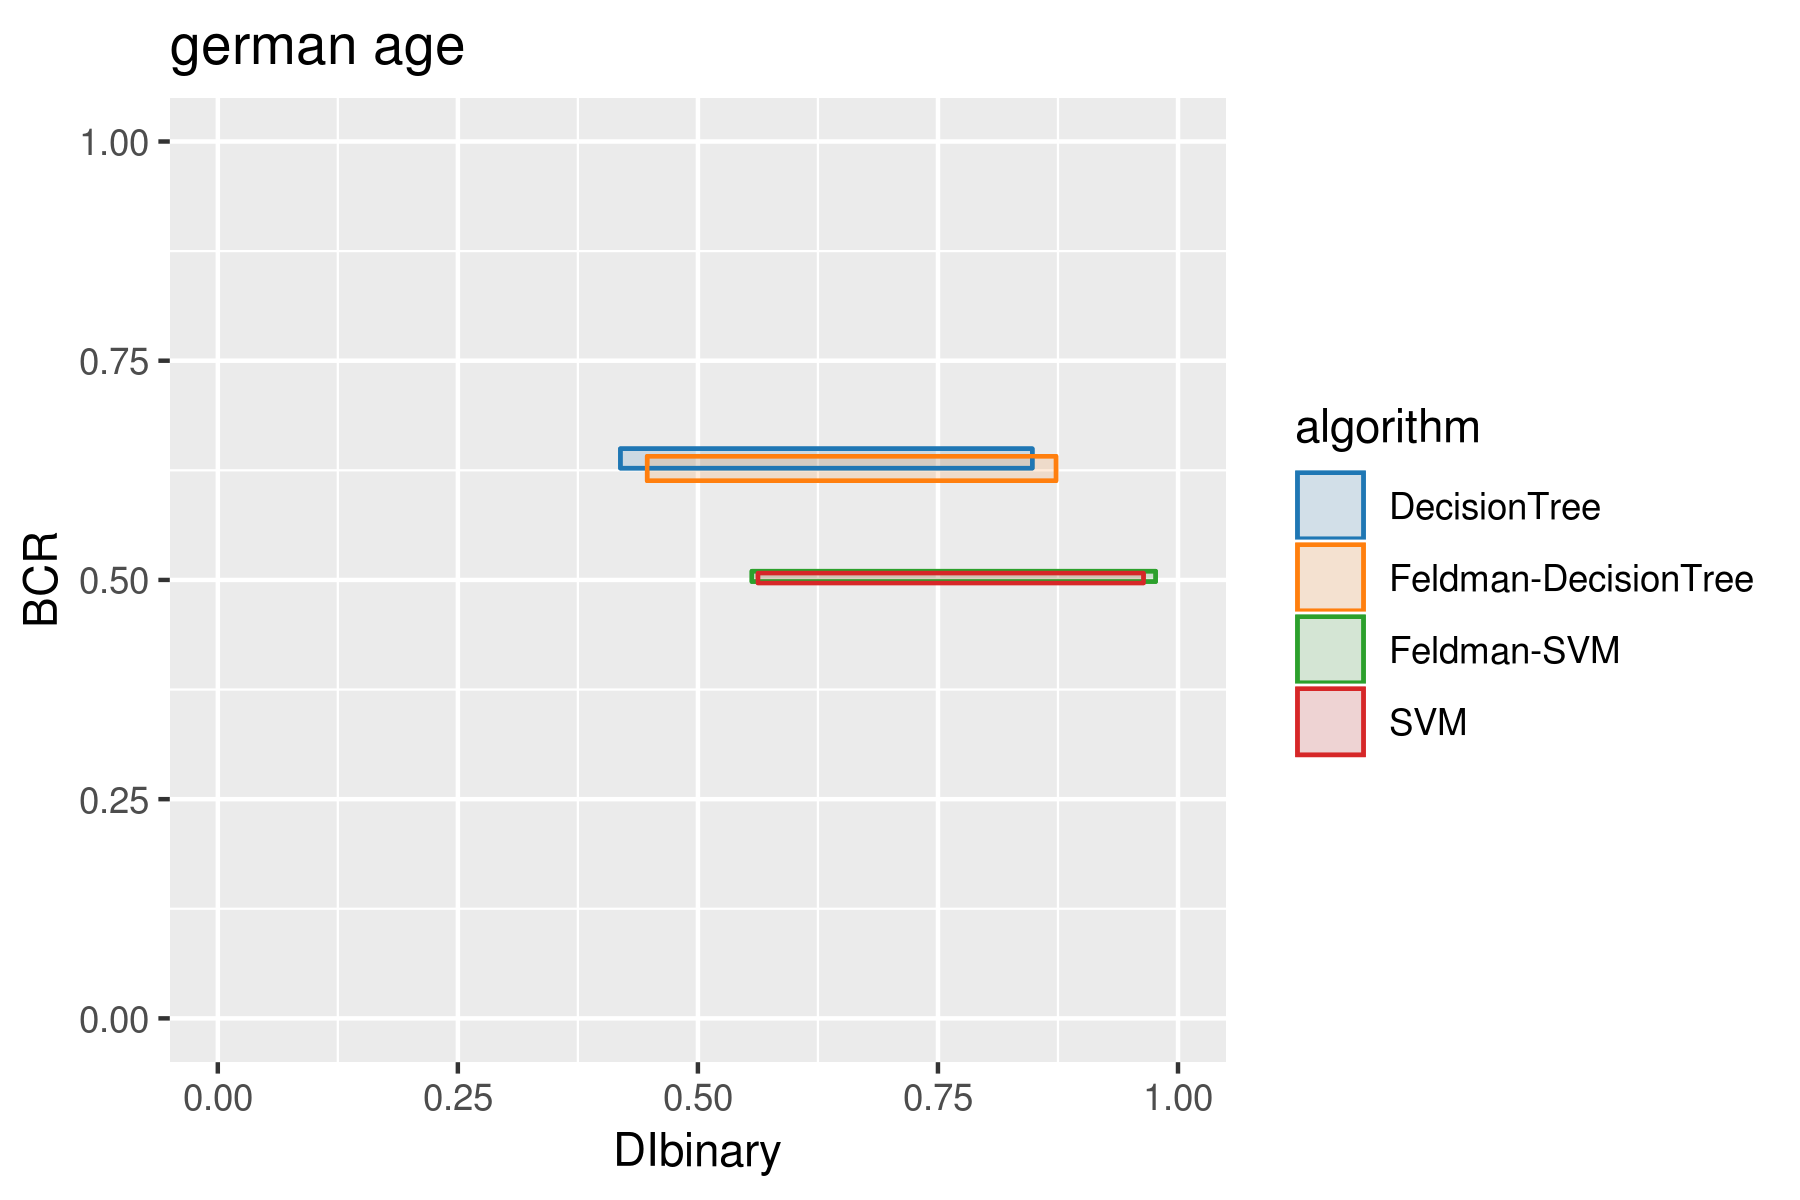 german age
1.00
0.75
0.50
0.25
0.00
BCR
0.00 0.25 0.50 0.75 1.00
DIbinary
algorithm
DecisionTree
Feldman-DecisionTree
Feldman-SVM
SVM